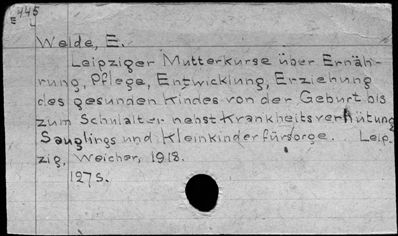 E 445
U
Welde, E.
Leipziger Mutterkurse über Ernäh-
rung, Pflege, Entwicklung, Erziehung
des gesunden Kindes von der Geburt bis
zum Schulalter nebst Krankheitsverhütung
Säuglings und Kleinkinderfürsorge. Leip-
zig, Weicher, 1918.
127 S.